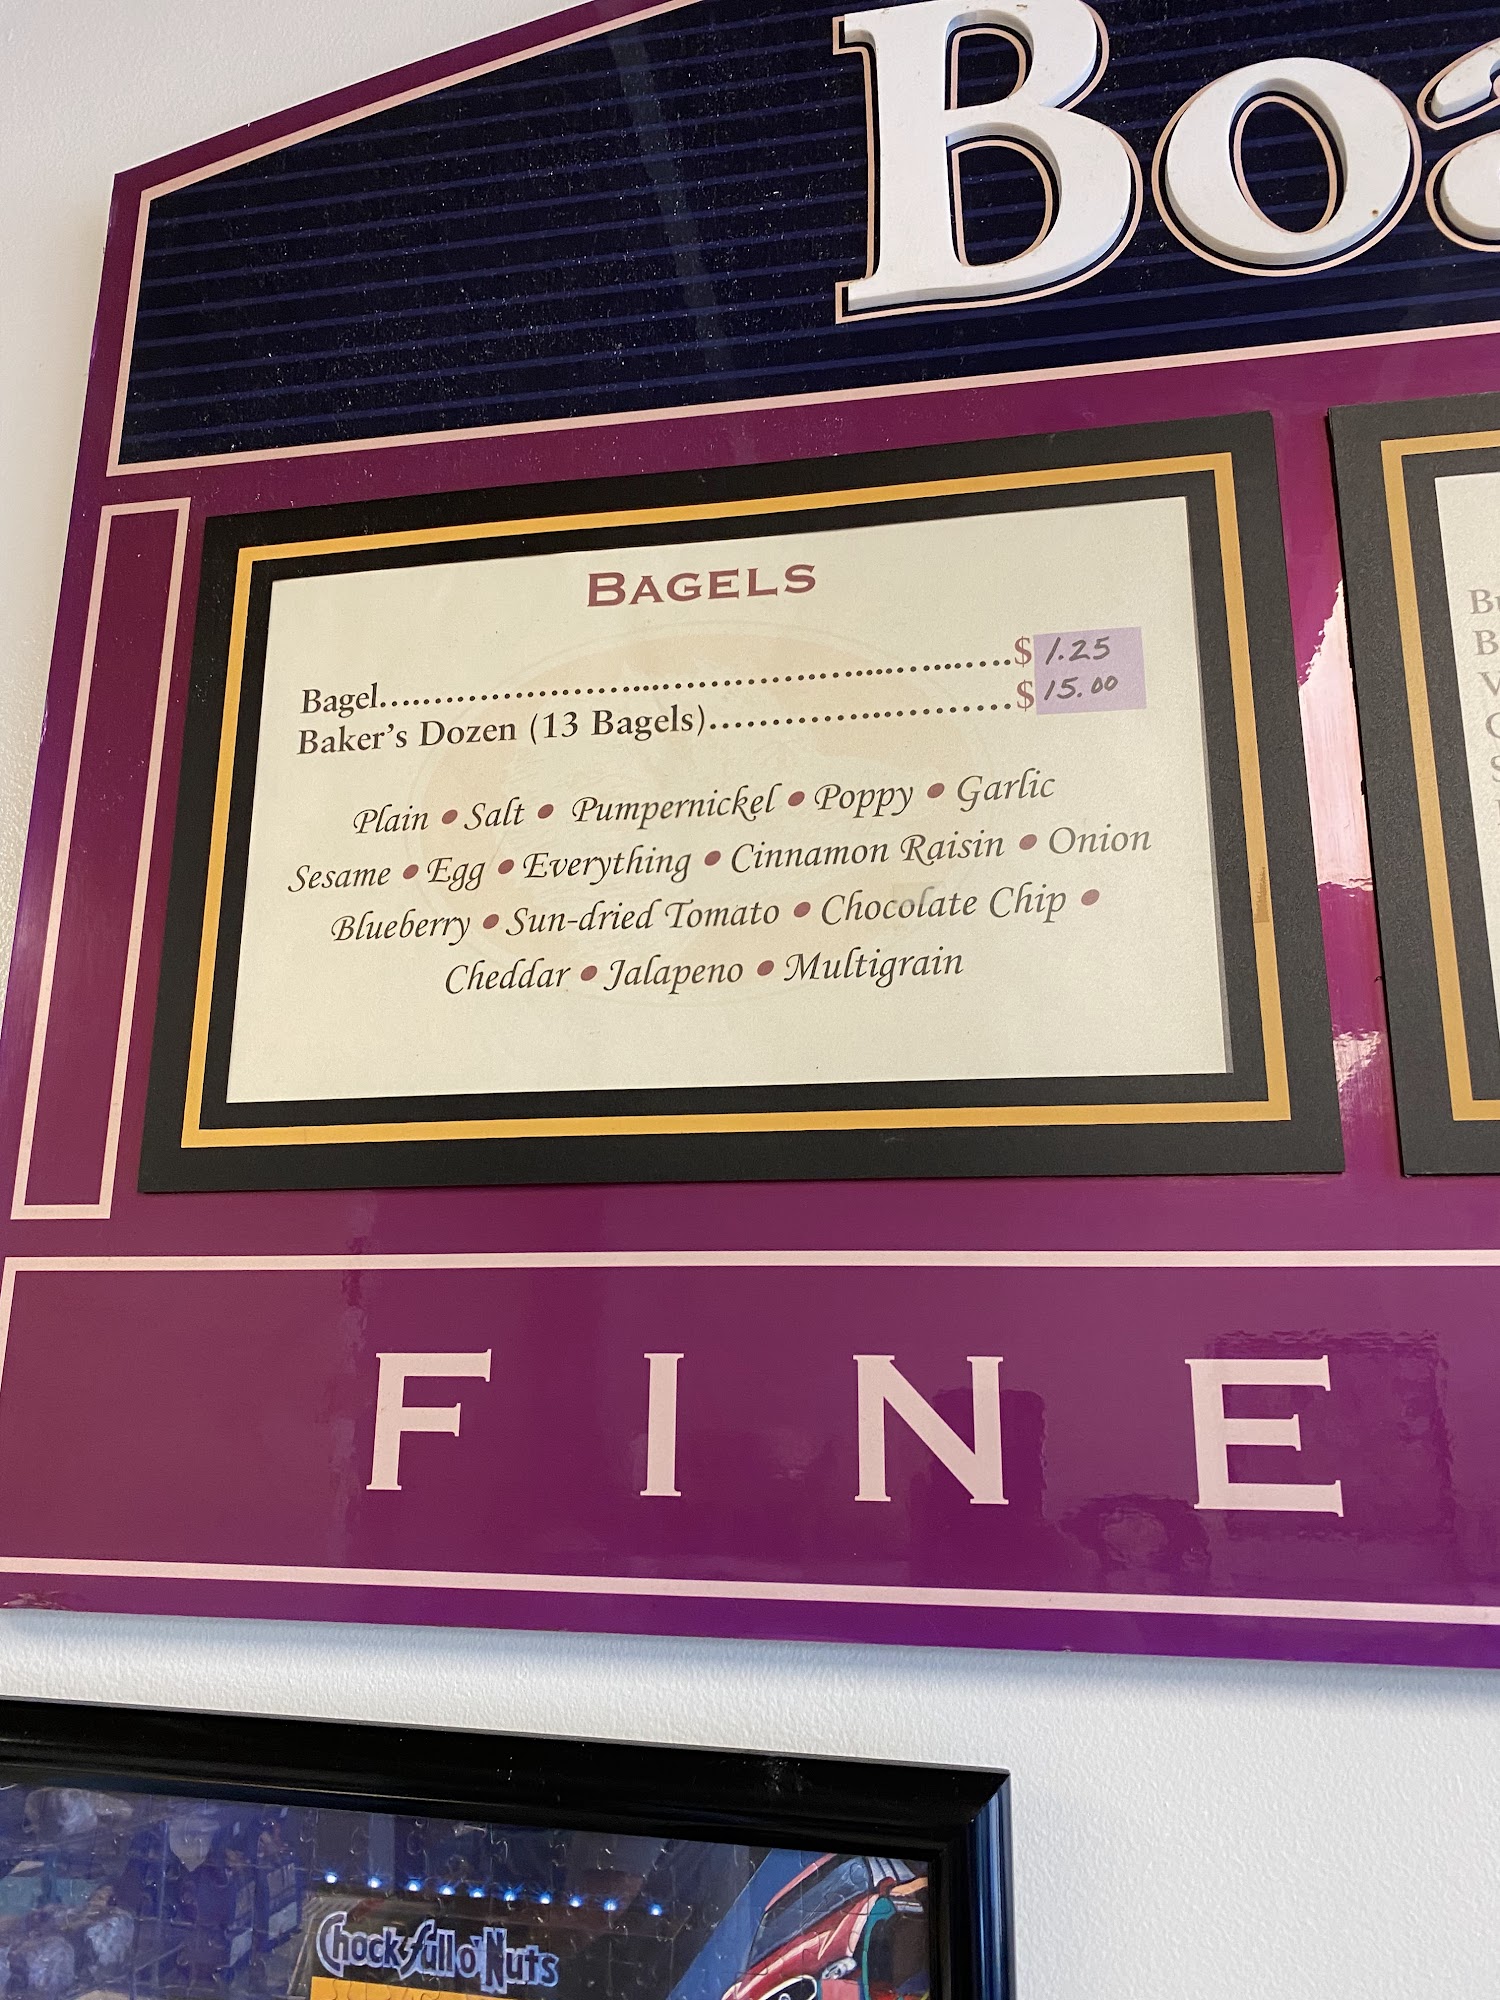 Boa
BAGELS
Bagel..........................................................$ 1.25
Baker's Dozen (13 Bagels)............................$ 15.00
Plain • Salt • Pumpernickel • Poppy • Garlic
Sesame • Egg • Everything • Cinnamon Raisin • Onion
Blueberry • Sun-dried Tomato • Chocolate Chip •
Cheddar • Jalapeno • Multigrain
FINE
Chock full o' Nuts